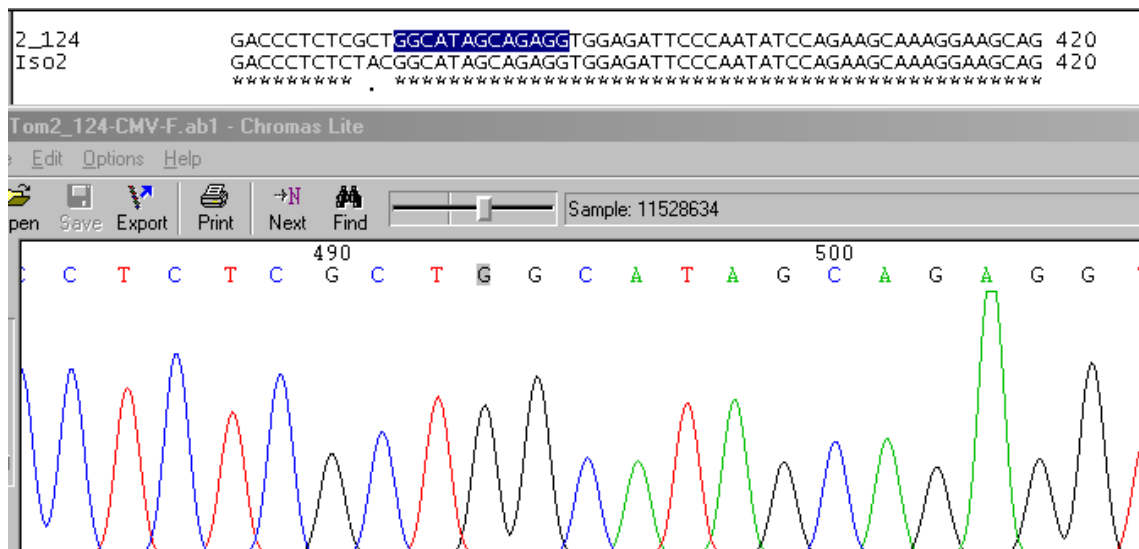 2_124 GACCCTCTCGCTGGCATAGCAGAGGTGGAGATTCCCAATATCCAGAAGCAAAGGAAGCAG 420
Iso2 GACCCTCTCTACGGCATAGCAGAGGTGGAGATTCCCAATATCCAGAAGCAAAGGAAGCAG 420
********* . ************************************************
Tom2_124-CMV-F.ab1 - Chromas Lite
e Edit Options Help
pen Save Export Print Next Find Sample: 11528634
490 500
C T C T C G C T G G C A T A G C A G A G G